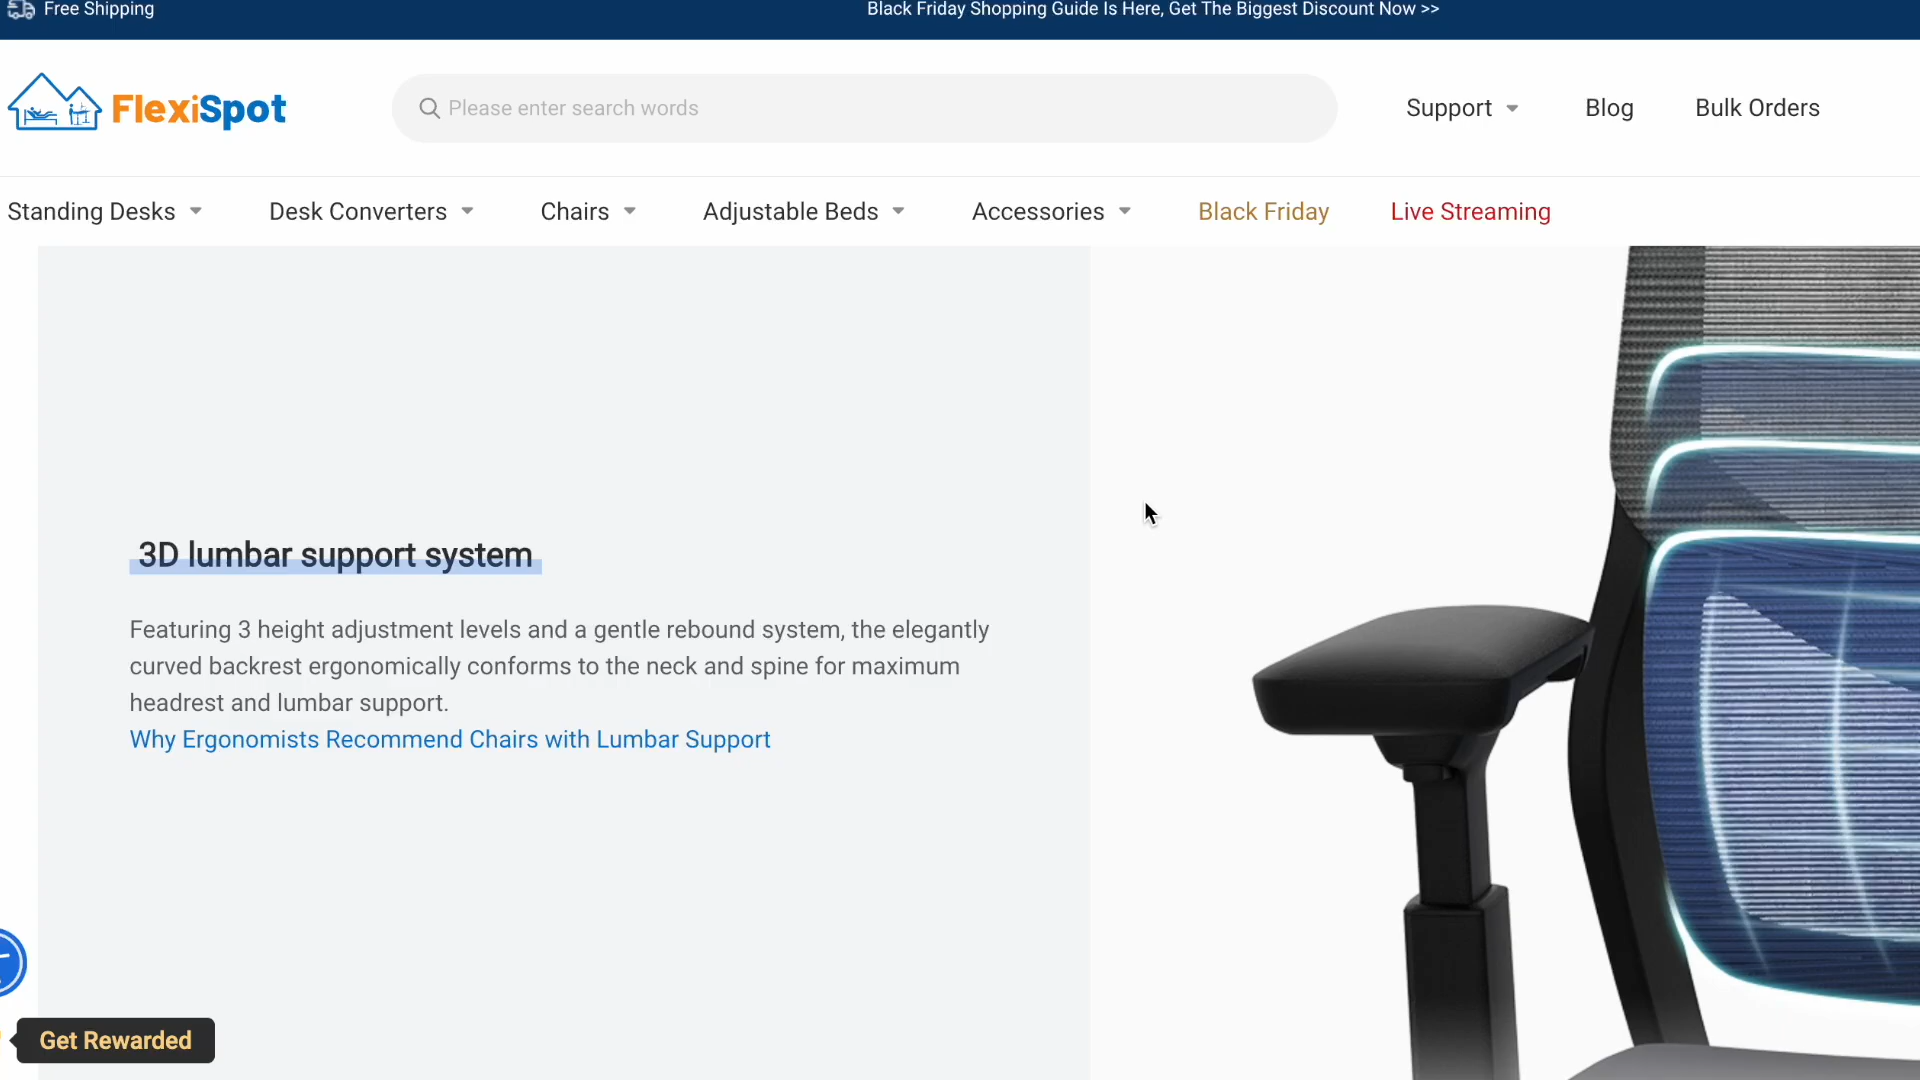 Free Shipping
Black Friday Shopping Guide Is Here, Get The Biggest Discount Now >>
FlexiSpot
Please enter search words
Support
Blog
Bulk Orders
Standing Desks
Desk Converters
Chairs
Adjustable Beds
Accessories
Black Friday
Live Streaming
3D lumbar support system
Featuring 3 height adjustment levels and a gentle rebound system, the elegantly
curved backrest ergonomically conforms to the neck and spine for maximum
headrest and lumbar support.
Why Ergonomists Recommend Chairs with Lumbar Support
Get Rewarded